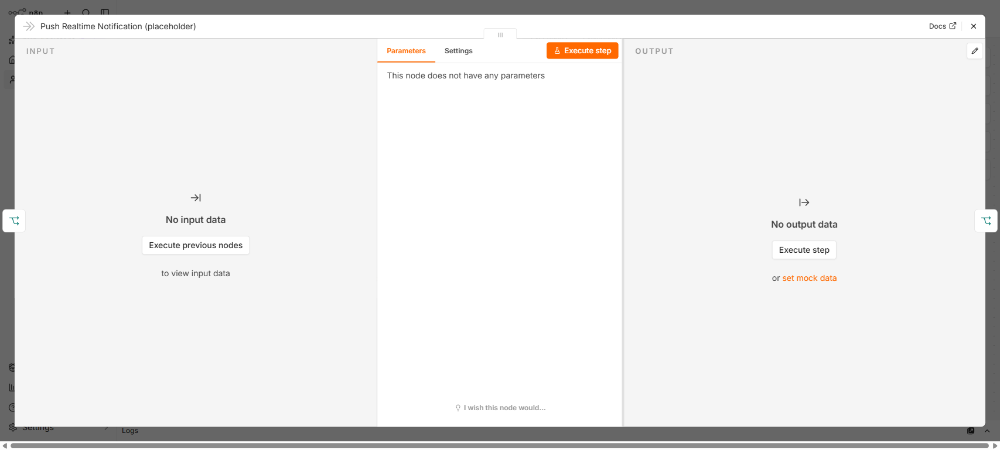 n8n
Push Realtime Notification (placeholder)
Docs
INPUT
Parameters
Settings
Execute step
OUTPUT
This node does not have any parameters
No input data
Execute previous nodes
to view input data
No output data
Execute step
or set mock data
I wish this node would...
Settings
Logs